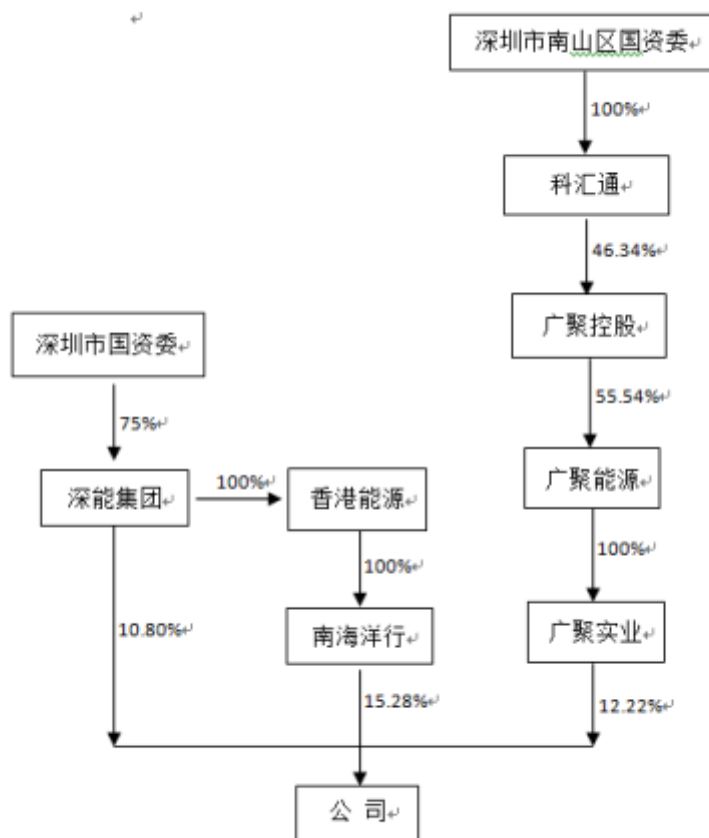 深圳市南山区国资委
100%
科汇通
46.34%
广聚控股
深圳市国资委
55.54%
75%
深能集团
100%
香港能源
广聚能源
100%
100%
10.80%
南海洋行
广聚实业
15.28%
12.22%
公 司